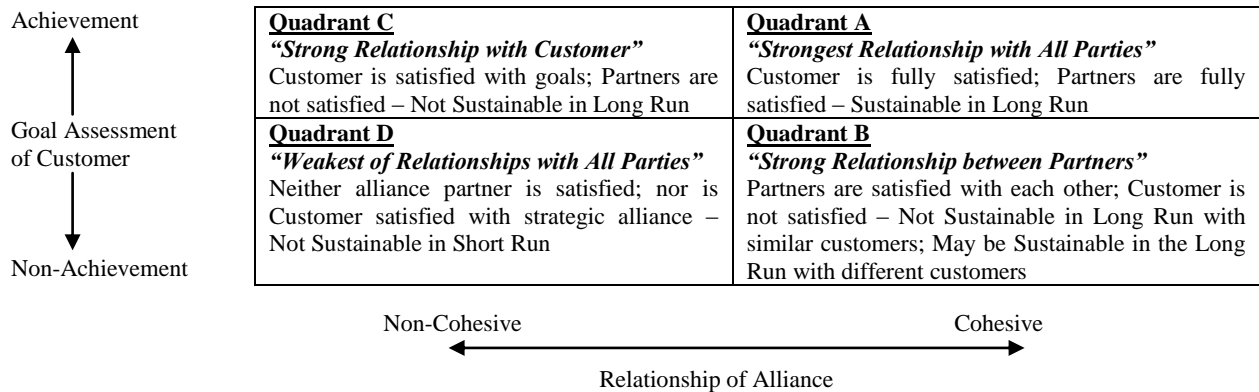 Achievement
Goal Assessment
of Customer
Non-Achievement
Quadrant C
“Strong Relationship with Customer”
Customer is satisfied with goals; Partners are
not satisfied – Not Sustainable in Long Run
Quadrant A
“Strongest Relationship with All Parties”
Customer is fully satisfied; Partners are fully
satisfied – Sustainable in Long Run
Quadrant D
“Weakest of Relationships with All Parties”
Neither alliance partner is satisfied; nor is
Customer satisfied with strategic alliance –
Not Sustainable in Short Run
Quadrant B
“Strong Relationship between Partners”
Partners are satisfied with each other; Customer is
not satisfied – Not Sustainable in Long Run with
similar customers; May be Sustainable in the Long
Run with different customers
Non-Cohesive
Cohesive
Relationship of Alliance